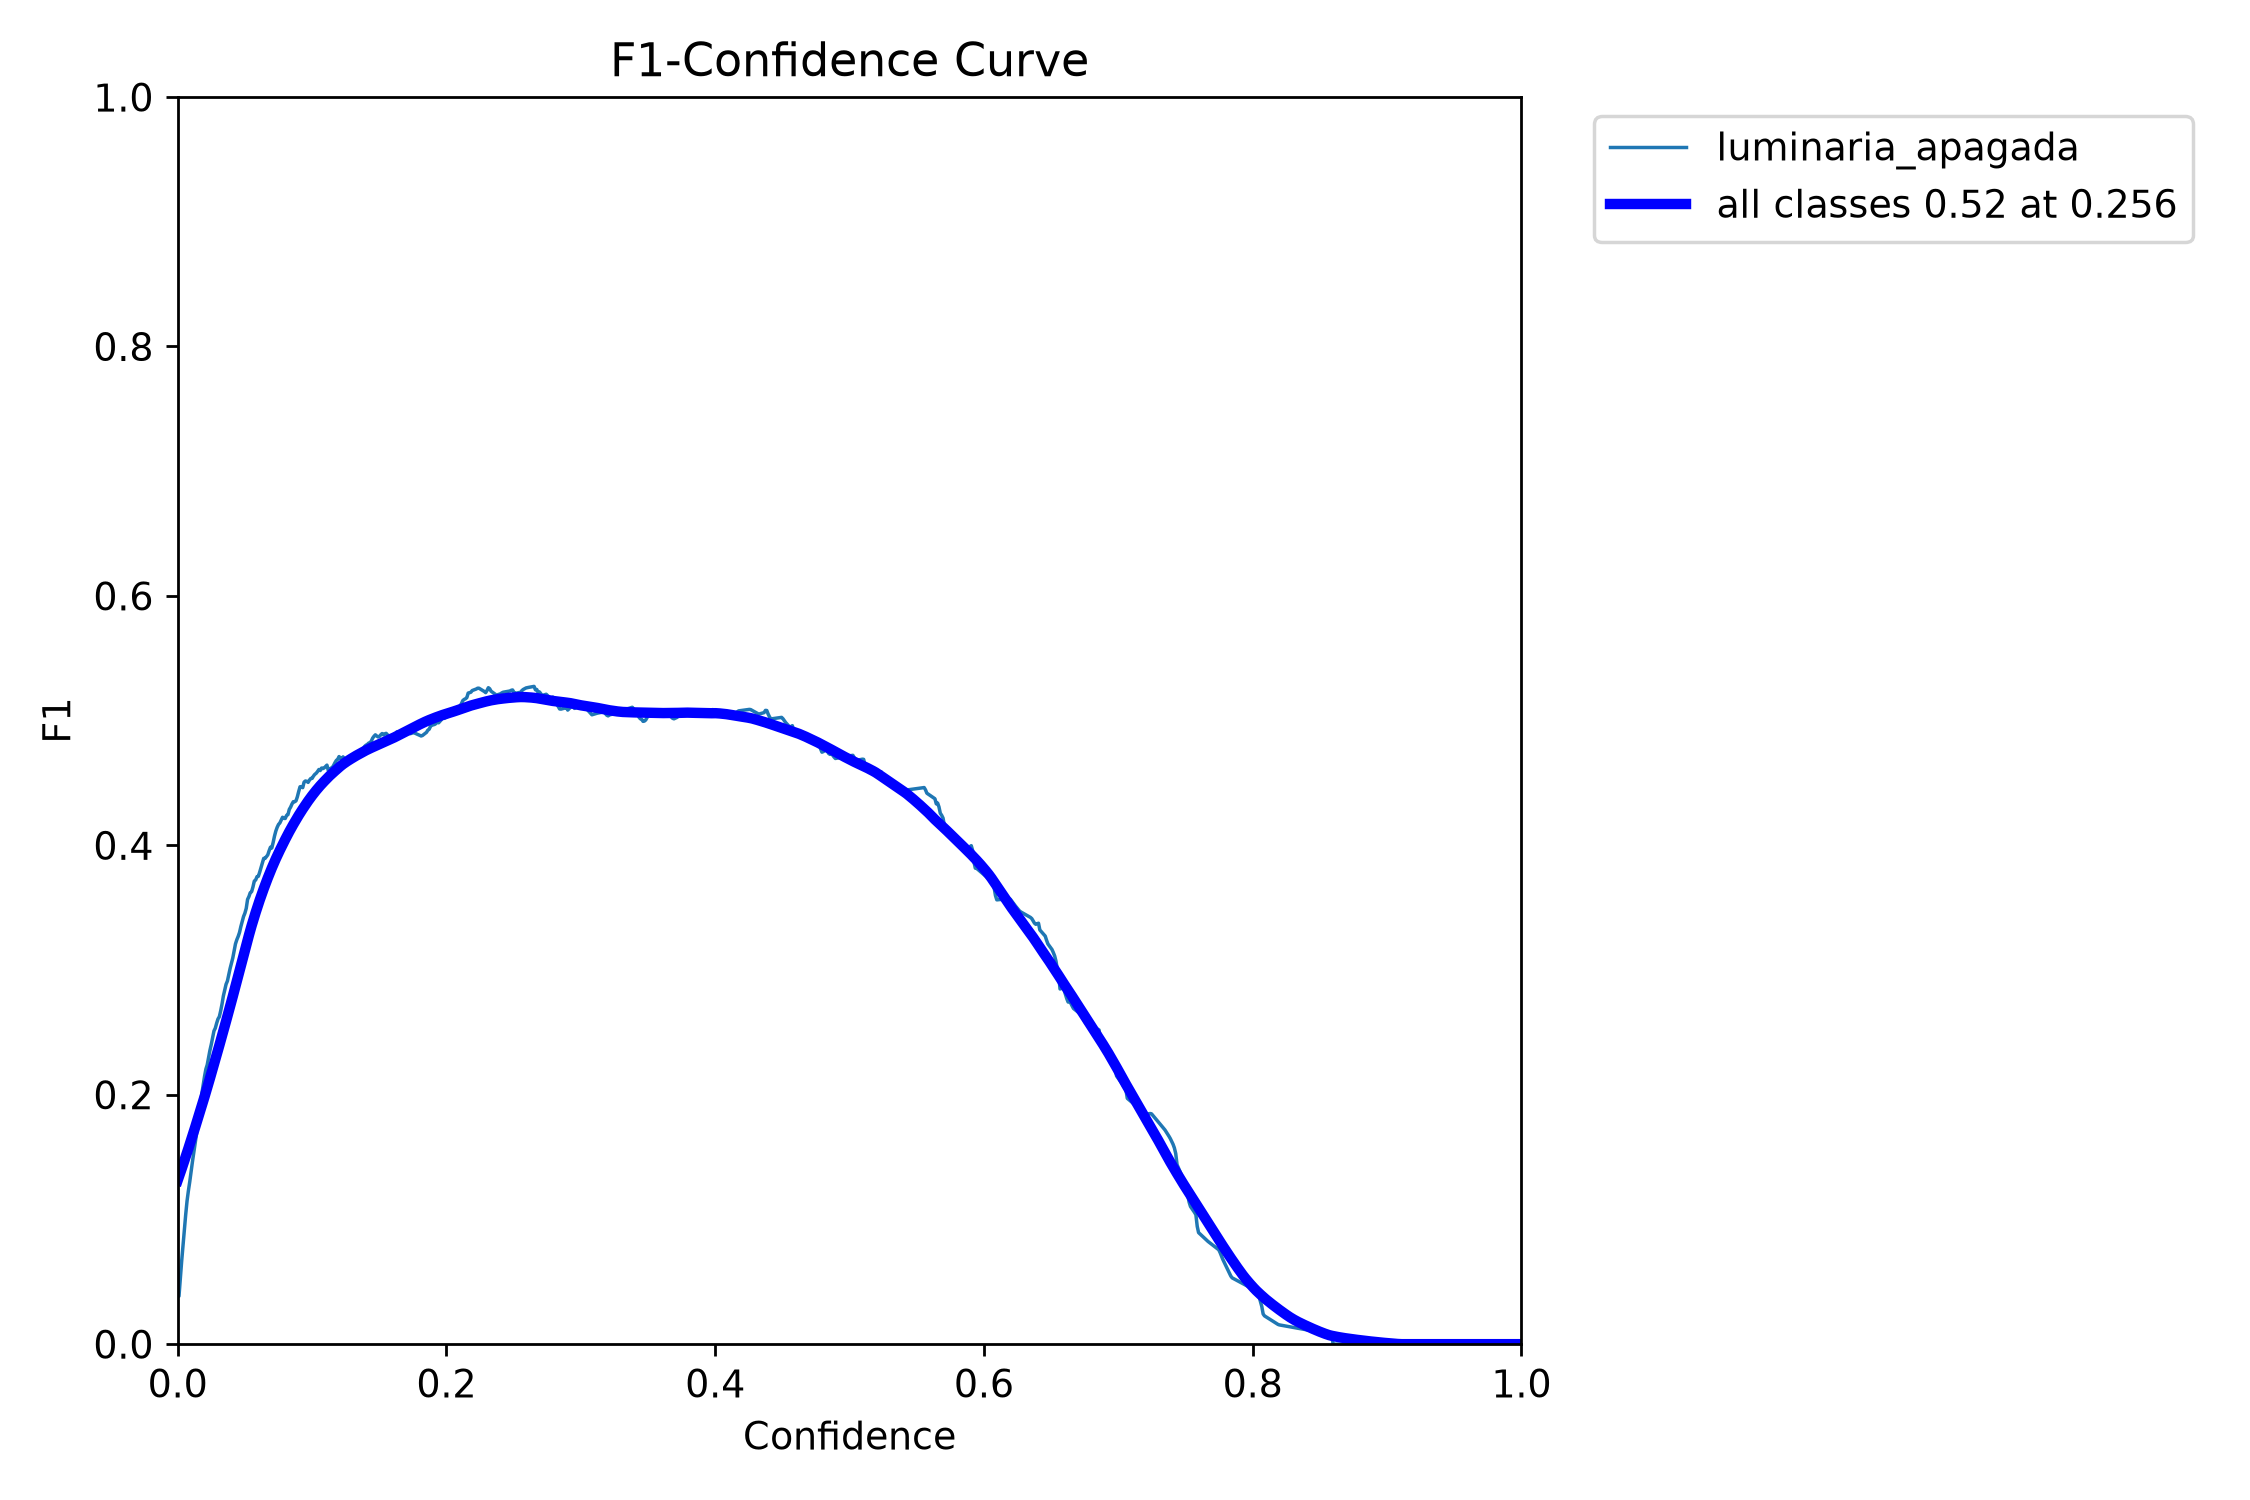 F1-Confidence Curve
1.0
0.8
0.6
0.4
0.2
0.0
F1
0.0 0.2 0.4 0.6 0.8 1.0
Confidence
luminaria_apagada
all classes 0.52 at 0.256